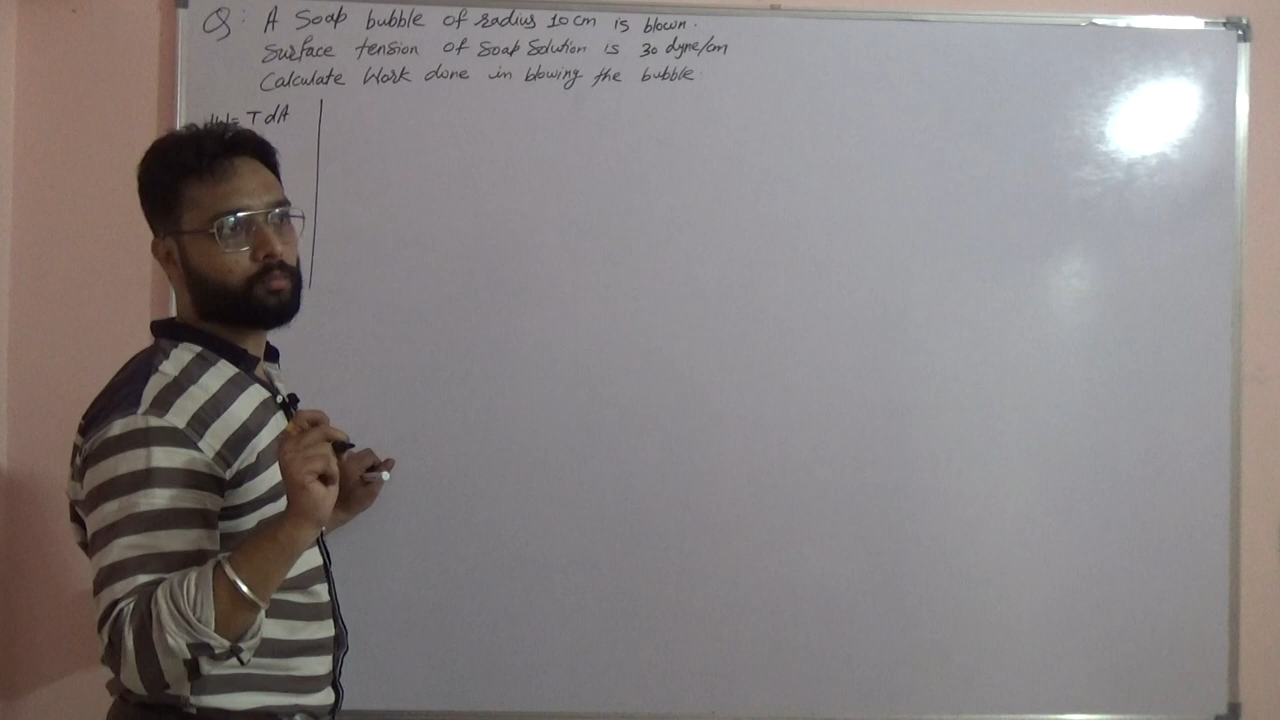 Q: A Soap bubble of radius 10 cm is blown.
Surface tension of Soap Solution is 30 dyne/cm
Calculate Work done in blowing the bubble.
dW= T dA